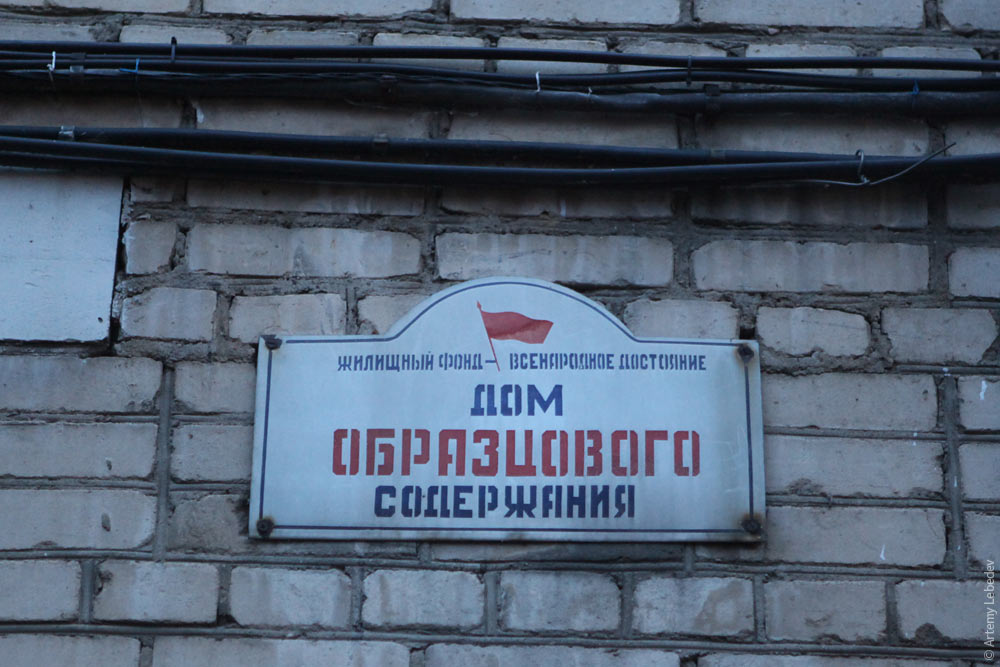 ЖИЛИЩНЫЙ ФОНД – ВСЕНАРОДНОЕ ДОСТОЯНИЕ
ДОМ
ОБРАЗЦОВОГО
СОДЕРЖАНИЯ
© Artemy Lebedev